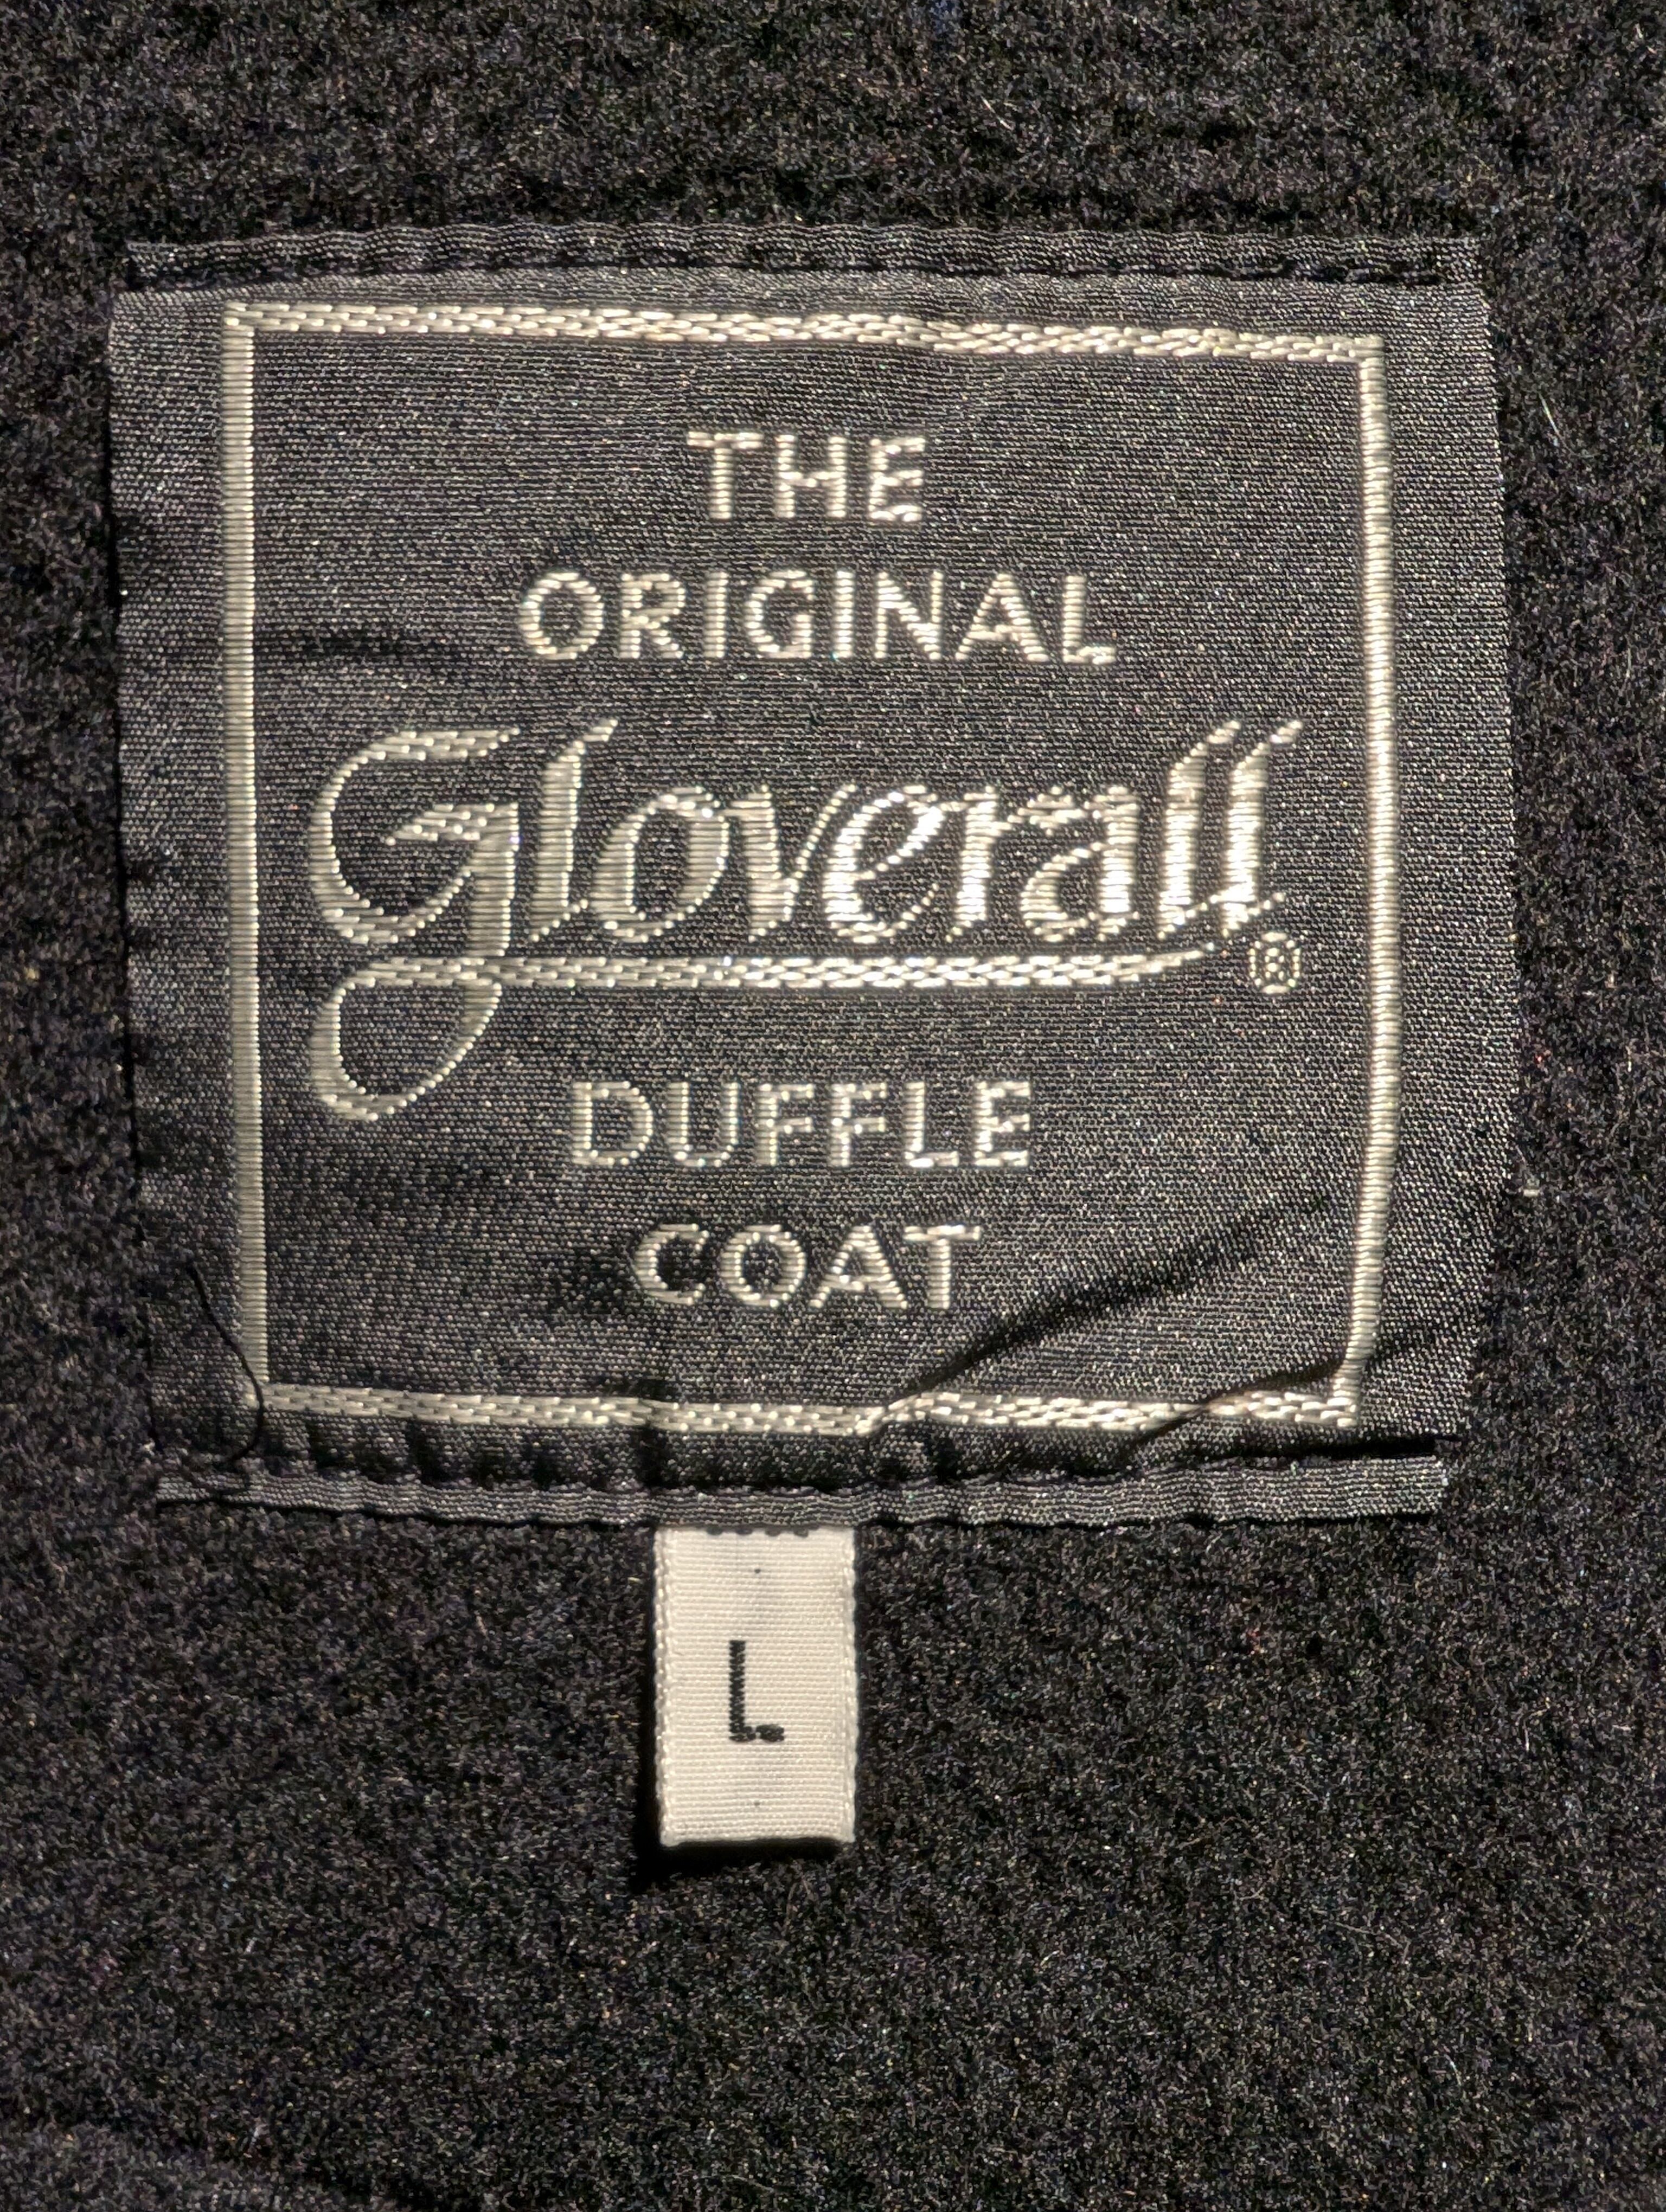 THE
ORIGINAL
Gloverall®
DUFFLE
COAT
L